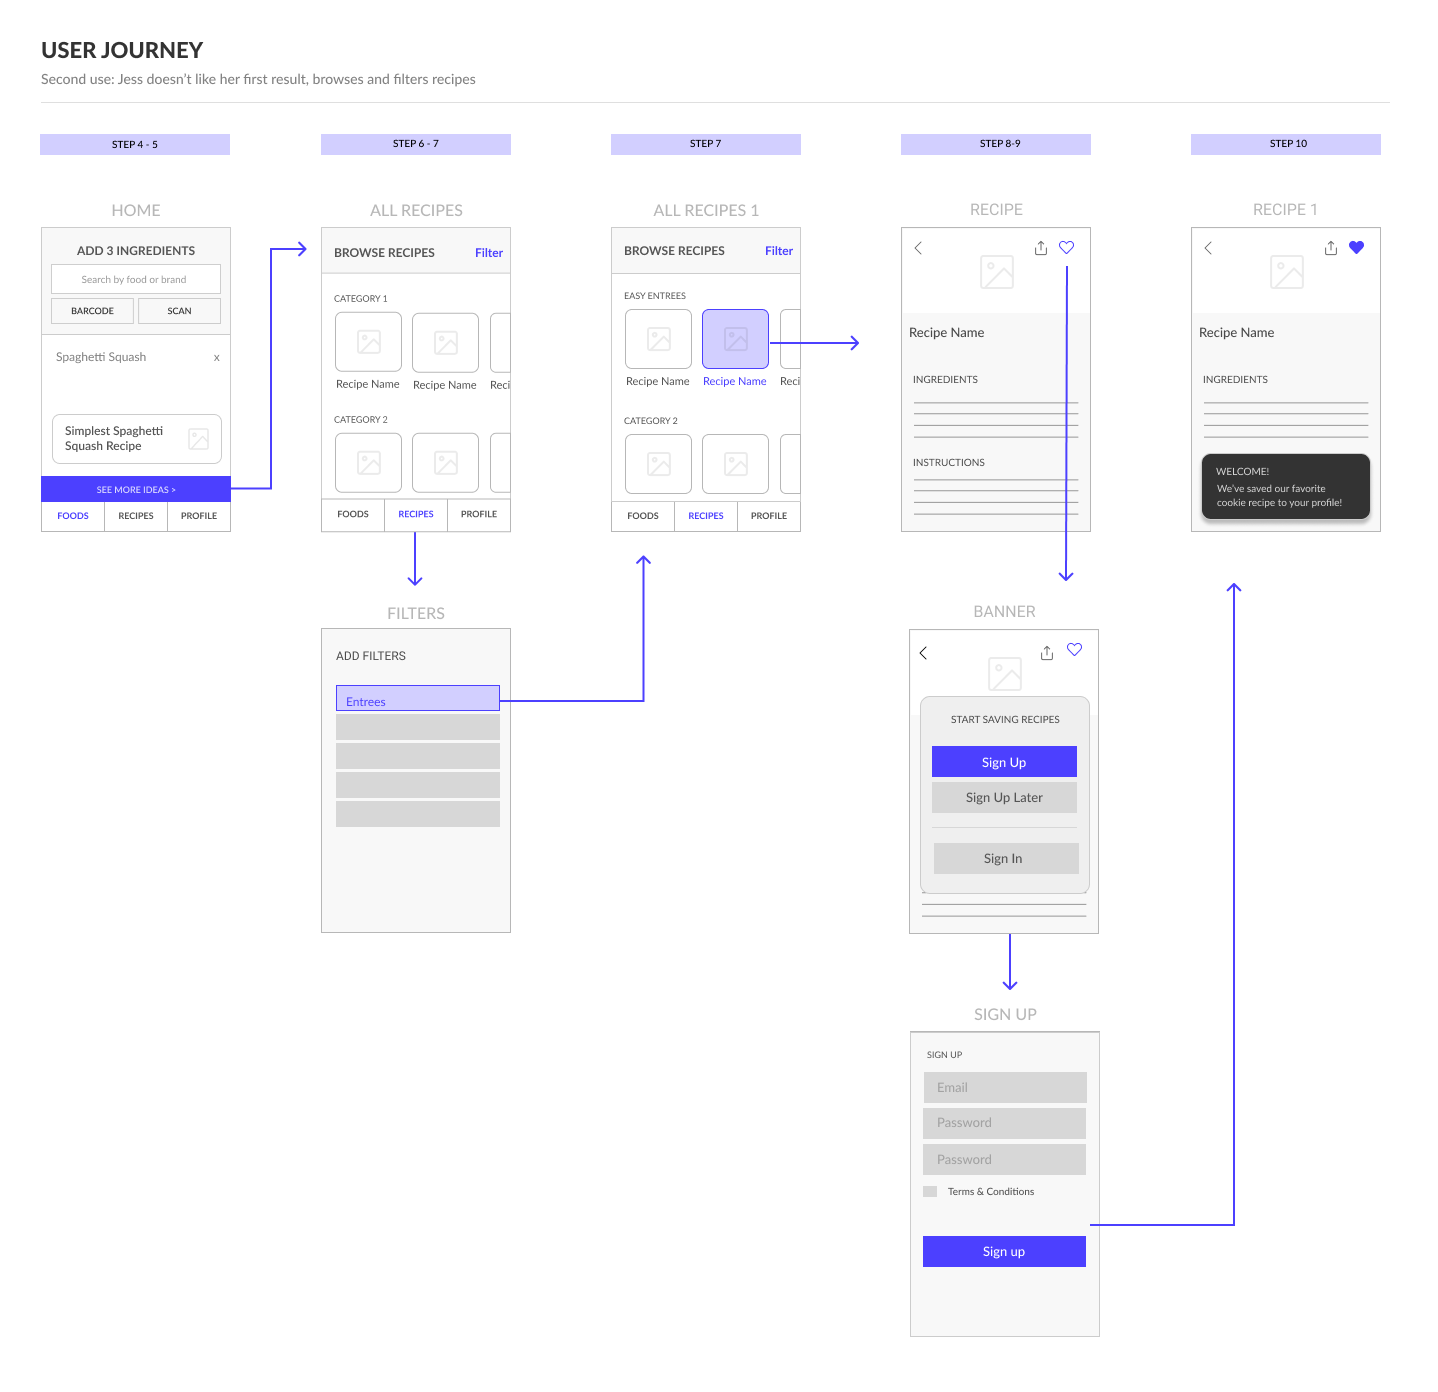 USER JOURNEY
Second use: Jess doesn't like her first result, browses and filters recipes
STEP 4 - 5
STEP 6 - 7
STEP 7
STEP 8-9
STEP 10
HOME
ADD 3 INGREDIENTS
Search by food or brand
BARCODE
SCAN
Spaghetti Squash
x
Simplest Spaghetti
Squash Recipe
SEE MORE IDEAS >
FOODS
RECIPES
PROFILE
ALL RECIPES
BROWSE RECIPES
Filter
CATEGORY 1
Recipe Name
Recipe Name
Reci
CATEGORY 2
FOODS
RECIPES
PROFILE
FILTERS
ADD FILTERS
Entrees
ALL RECIPES 1
BROWSE RECIPES
Filter
EASY ENTREES
Recipe Name
Recipe Name
Reci
CATEGORY 2
FOODS
RECIPES
PROFILE
RECIPE
Recipe Name
INGREDIENTS
INSTRUCTIONS
BANNER
START SAVING RECIPES
Sign Up
Sign Up Later
Sign In
SIGN UP
SIGN UP
Email
Password
Password
Terms & Conditions
Sign up
RECIPE 1
Recipe Name
INGREDIENTS
WELCOME!
We've saved our favorite
cookie recipe to your profile!